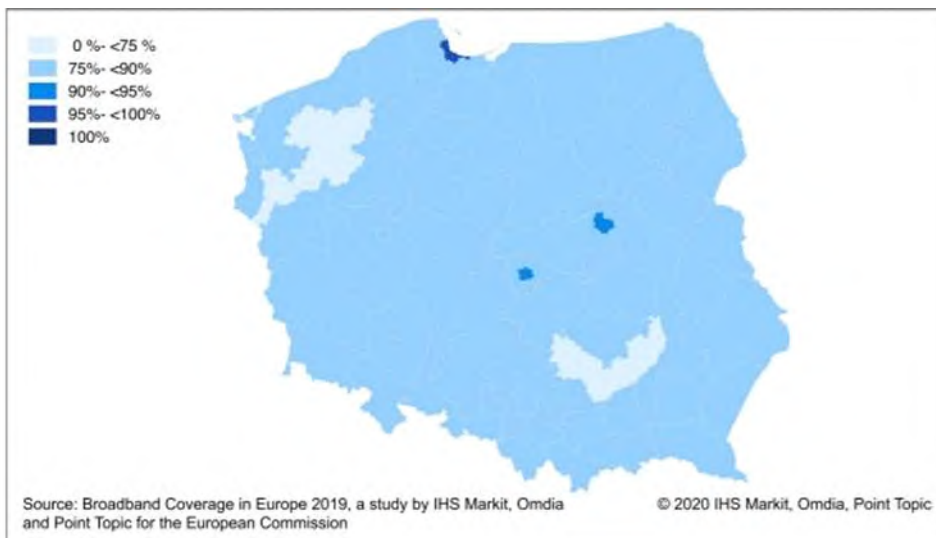 0 %- <75 %
75%- <90%
90%- <95%
95%- <100%
100%
Source: Broadband Coverage in Europe 2019, a study by IHS Markit, Omdia
and Point Topic for the European Commission
© 2020 IHS Markit, Omdia, Point Topic